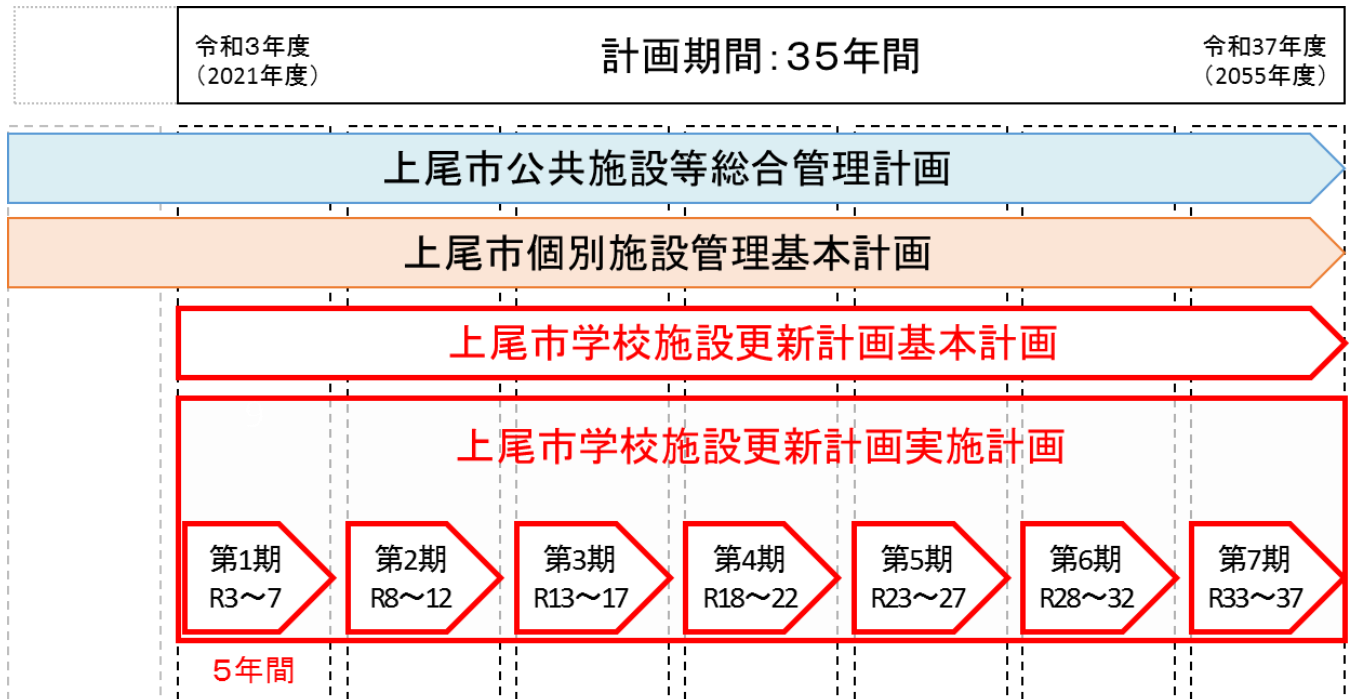 令和3年度
（2021年度）
計画期間：35年間
令和37年度
（2055年度）
上尾市公共施設等総合管理計画
上尾市個別施設管理基本計画
上尾市学校施設更新計画基本計画
上尾市学校施設更新計画実施計画
第1期
R3～7
第2期
R8～12
第3期
R13～17
第4期
R18～22
第5期
R23～27
第6期
R28～32
第7期
R33～37
5年間